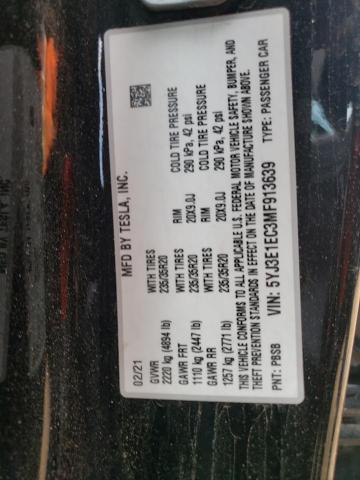 MFD BY TESLA, INC.
02/21
GVWR WITH TIRES RIM COLD TIRE PRESSURE
2220 kg (4894 lb) 235/35R20 20X9.0J 290 kPa, 42 psi
GAWR FRT WITH TIRES RIM COLD TIRE PRESSURE
1110 kg (2447 lb) 235/35R20 20X9.0J 290 kPa, 42 psi
GAWR RR WITH TIRES
1257 kg (2771 lb) 235/35R20
THIS VEHICLE CONFORMS TO ALL APPLICABLE U.S. FEDERAL MOTOR VEHICLE SAFETY, BUMPER, AND
THEFT PREVENTION STANDARDS IN EFFECT ON THE DATE OF MANUFACTURE SHOWN ABOVE.
VIN: 5YJ3E1EC3MF913639
PNT: PBSB TYPE: PASSENGER CAR